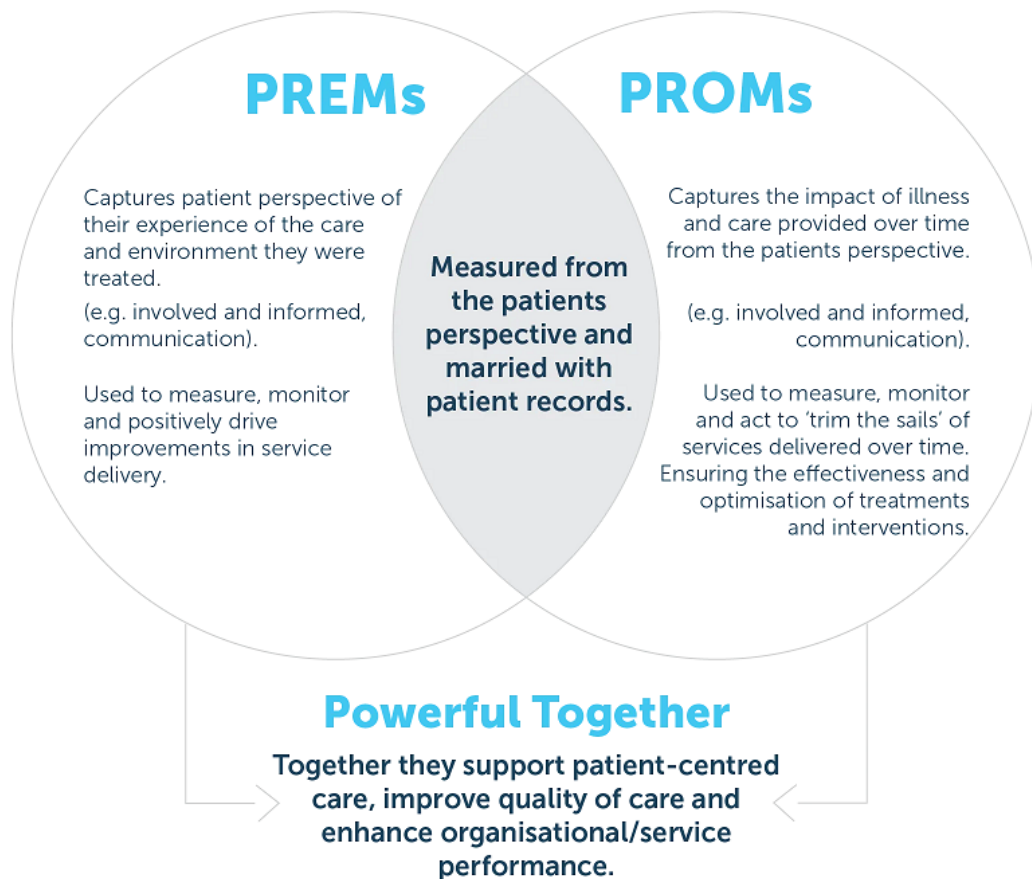 PREMs
Captures patient perspective of
their experience of the care
and environment they were
treated.
(e.g. involved and informed,
communication).
Used to measure, monitor
and positively drive
improvements in service
delivery.
Measured from
the patients
perspective and
married with
patient records.
PROMs
Captures the impact of illness
and care provided over time
from the patients perspective.
(e.g. involved and informed,
communication).
Used to measure, monitor
and act to ‘trim the sails’ of
services delivered over time.
Ensuring the effectiveness and
optimisation of treatments
and interventions.
Powerful Together
Together they support patient-centred
care, improve quality of care and
enhance organisational/service
performance.